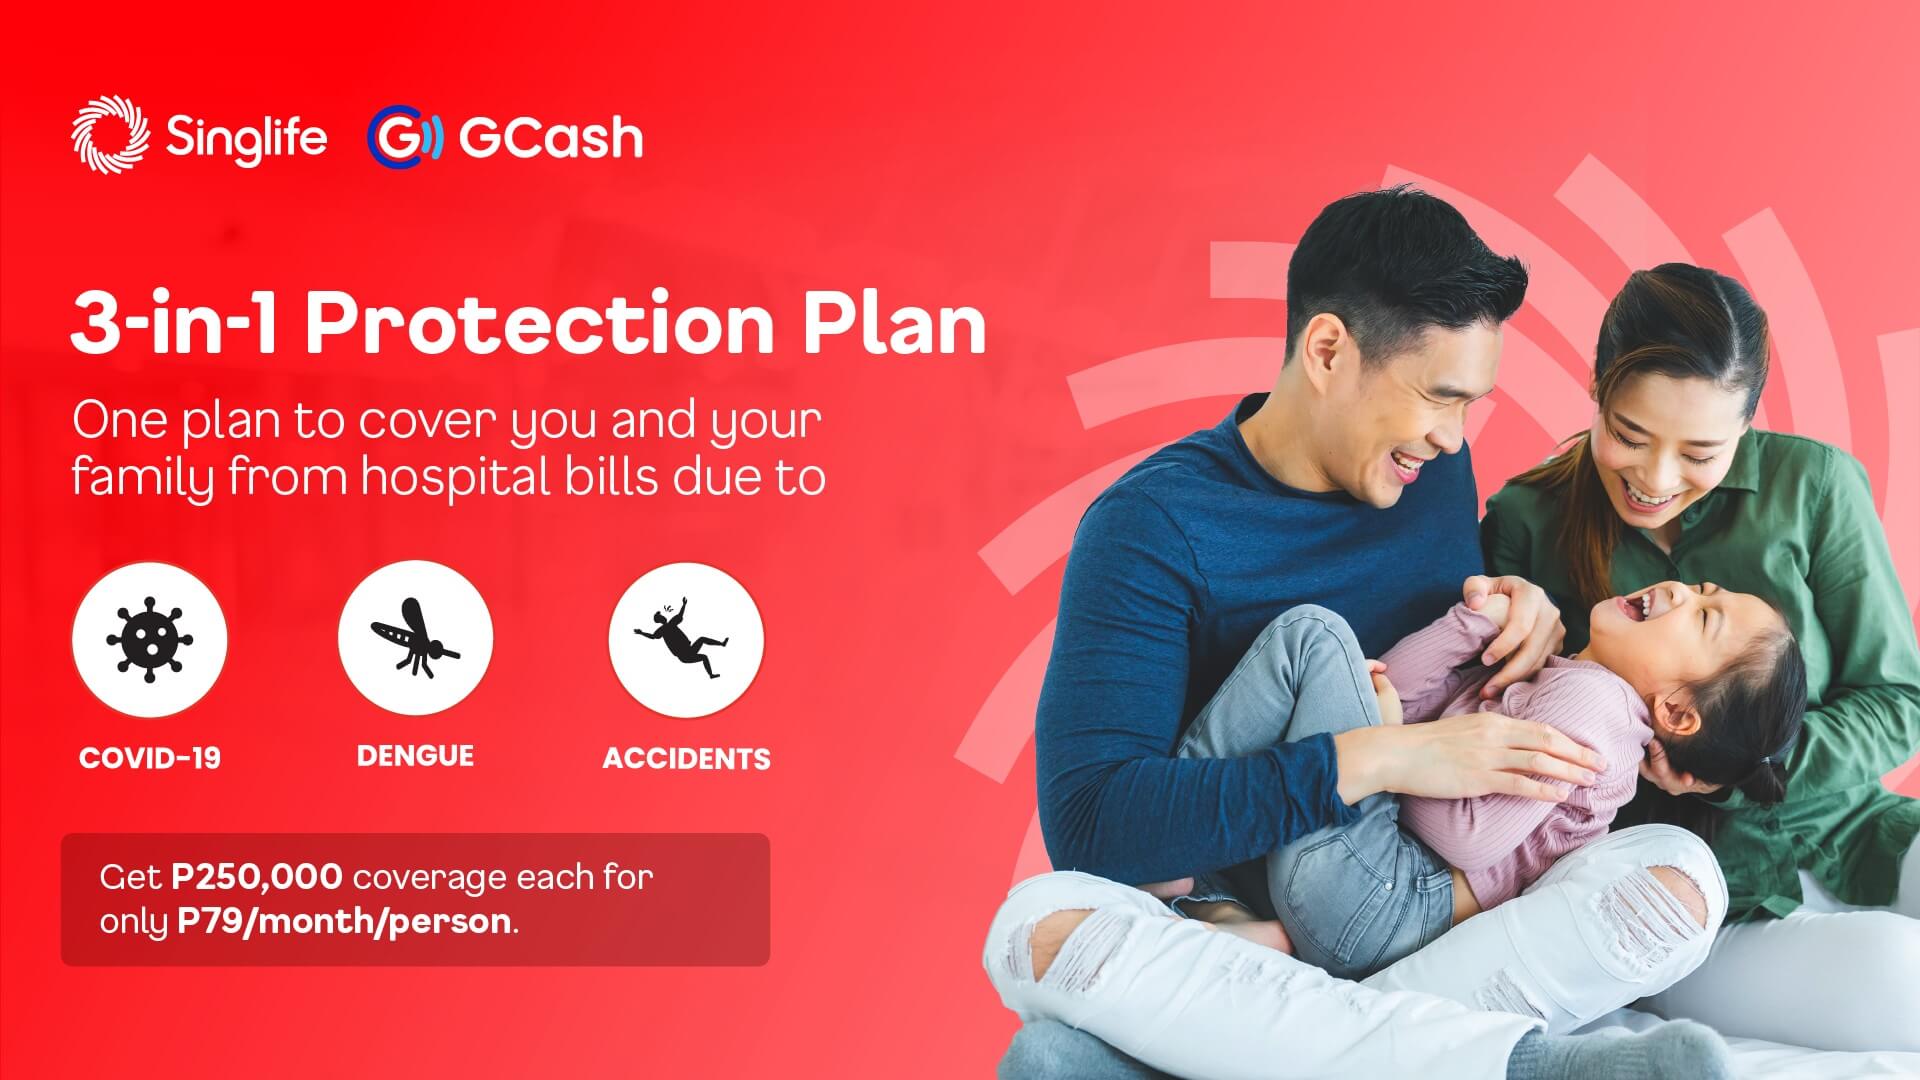 Singlife GCash
3-in-1 Protection Plan
One plan to cover you and your
family from hospital bills due to
COVID-19 DENGUE ACCIDENTS
Get P250,000 coverage each for
only P79/month/person.